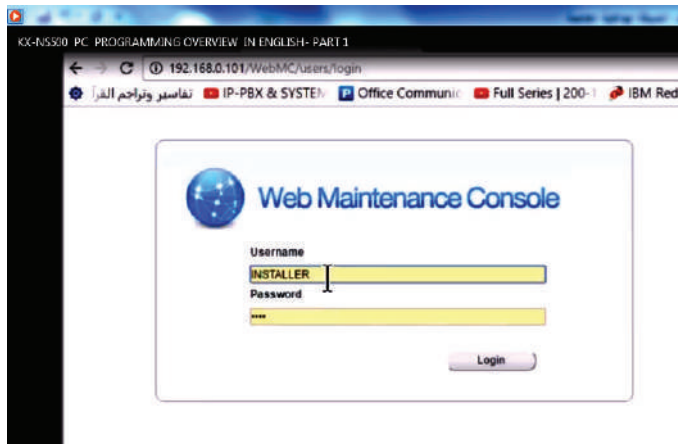 KX-NS500 PC PROGRAMMING OVERVIEW IN ENGLISH- PART 1
192.168.0.101/WebMC/users/login
تفاسير وتراجم القرآ IP-PBX & SYSTEM Office Communic Full Series | 200-1 IBM Red
Web Maintenance Console
Username
INSTALLER
Password
••••
Login